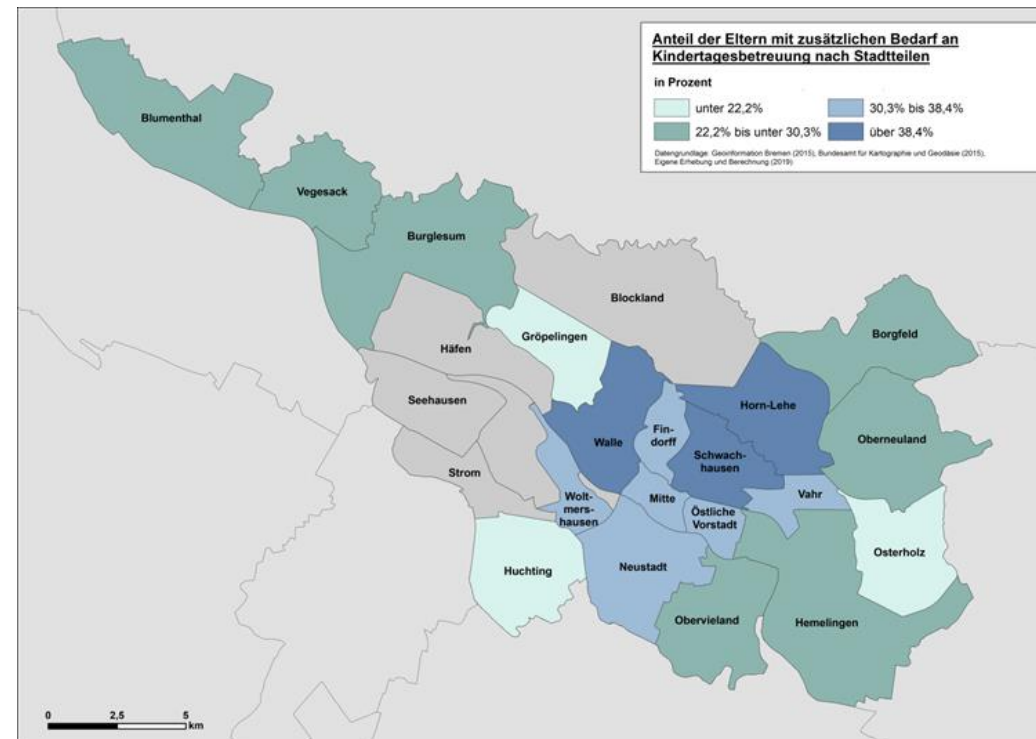 Anteil der Eltern mit zusätzlichen Bedarf an
Kindertagesbetreuung nach Stadtteilen
in Prozent
unter 22,2%
30,3% bis 38,4%
22,2% bis unter 30,3%
über 38,4%
Datengrundlage: Geoinformation Bremen (2015), Bundesamt für Kartographie und Geodäsie (2015),
Eigene Erhebung und Berechnung (2019)
Blumenthal
Vegesack
Burglesum
Blockland
Gröpelingen
Borgfeld
Häfen
Seehausen
Horn-Lehe
Fin-
dorff
Walle
Oberneuland
Schwach-
hausen
Strom
Vahr
Mitte
Wolt-
mers-
hausen
Östliche
Vorstadt
Osterholz
Huchting
Neustadt
Obervieland
Hemelingen
0 2,5 5
km